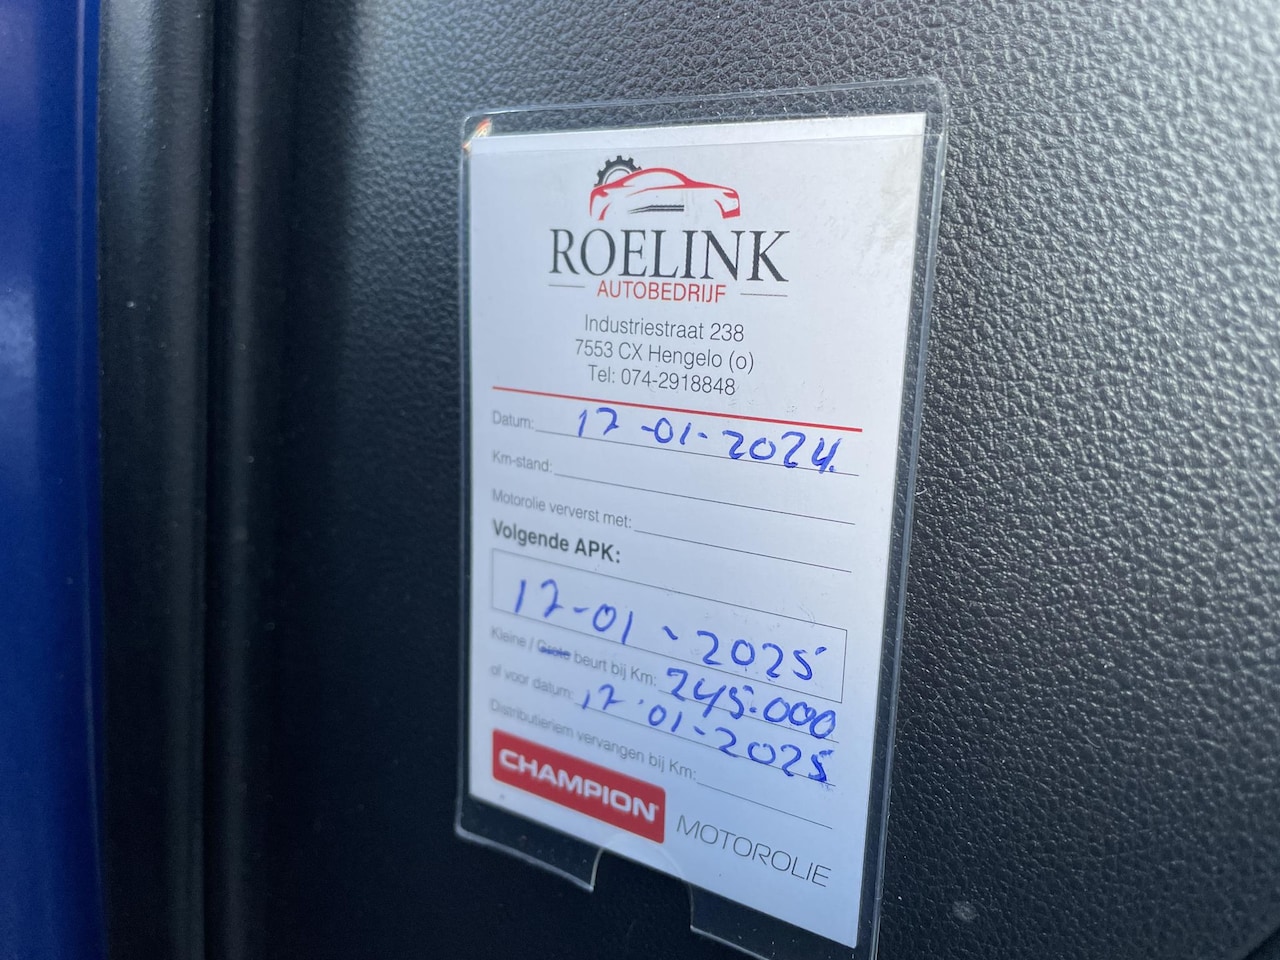 ROELINK
AUTOBEDRIJF
Industriestraat 238
7553 CX Hengelo (o)
Tel: 074-2918848
Datum: 17-01-2024.
Km-stand:
Motorolie ververst met:
Volgende APK:
17-01-2025
Kleine / Grote beurt bij Km: 245.000
of voor datum: 17-01-2025
Distributieriem vervangen bij Km:
CHAMPION
MOTOROLIE